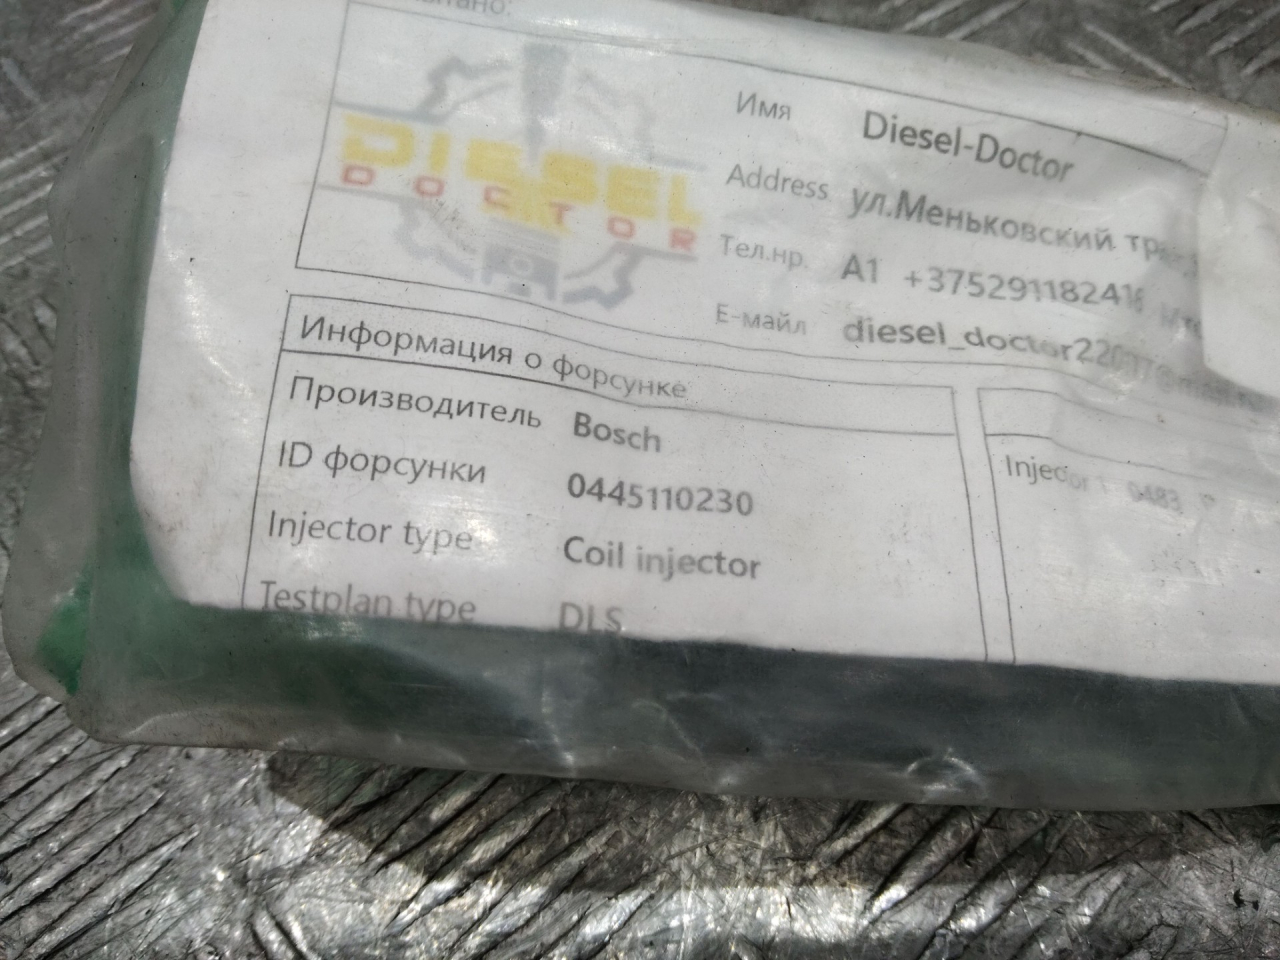 DIESEL
DOCTOR
Имя Diesel-Doctor
Address ул.Меньковский
Тел.нр. A1
Е-майл
Информация о форсунке
Производитель Bosch
ID форсунки 0445110230
Injector
Injector type Coil injector
Testplan type DLS